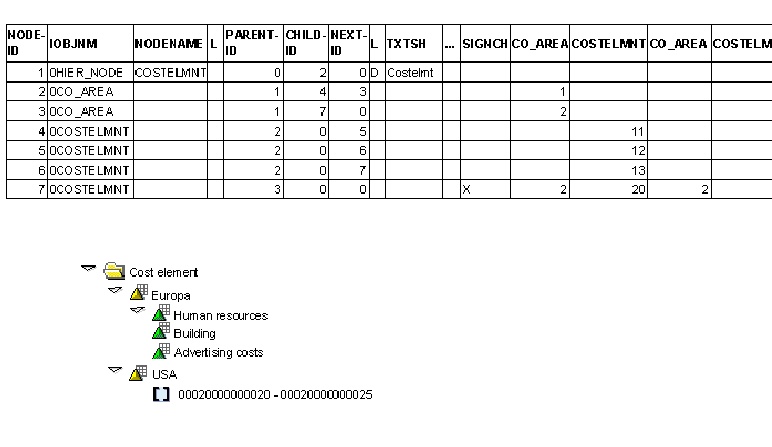 NODE-ID IOBJNM NODENAME L PARENT-ID CHILD-ID NEXT-ID L TXTSH ... SIGNCH CO_AREA COSTELMNT CO_AREA COSTELM
1 0HIER_NODE COSTELMNT 0 2 0 D Costelmt
2 0CO_AREA 1 4 3 1
3 0CO_AREA 1 7 0 2
4 0COSTELMNT 2 0 5 11
5 0COSTELMNT 2 0 6 12
6 0COSTELMNT 2 0 7 13
7 0COSTELMNT 3 0 0 X 2 20 2
Cost element
Europa
Human resources
Building
Advertising costs
USA
00020000000020 - 00020000000025